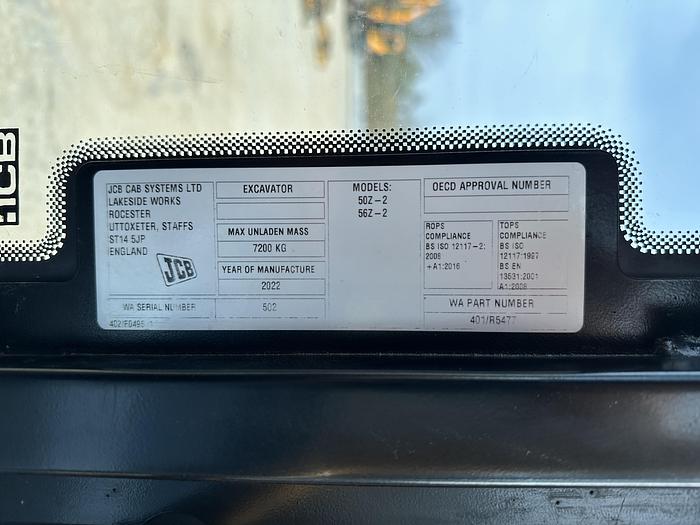 JCB
JCB CAB SYSTEMS LTD
LAKESIDE WORKS
ROCESTER
UTTOXETER, STAFFS
ST14 5JP
ENGLAND
JCB
WA SERIAL NUMBER
EXCAVATOR
MAX UNLADEN MASS
7200 KG
YEAR OF MANUFACTURE
2022
502
MODELS:
50Z-2
56Z-2
OECD APPROVAL NUMBER
ROPS
COMPLIANCE
BS ISO 12117-2:
2008
+A1:2016
TOPS
COMPLIANCE
BS ISO
12117:1997
BS EN
13531:2001
A1:2008
WA PART NUMBER
401/R5477